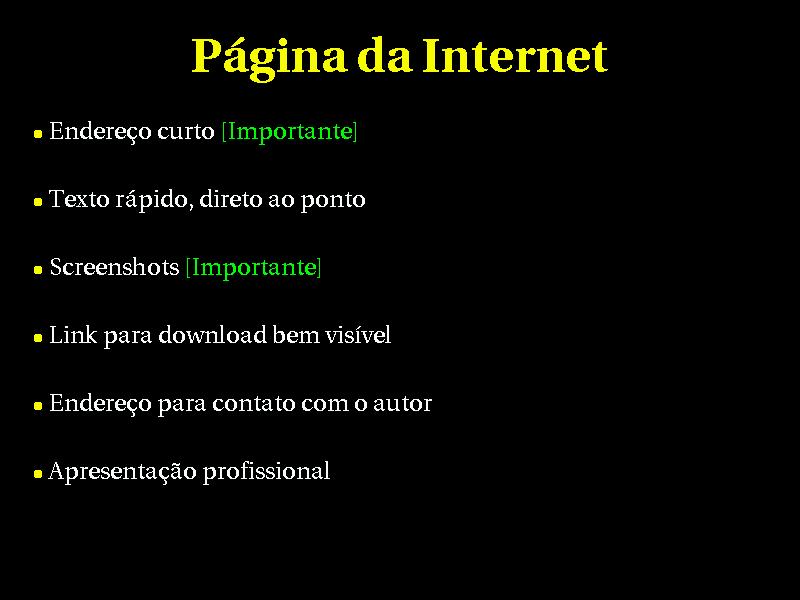 Página da Internet
Endereço curto [Importante]
Texto rápido, direto ao ponto
Screenshots [Importante]
Link para download bem visível
Endereço para contato com o autor
Apresentação profissional